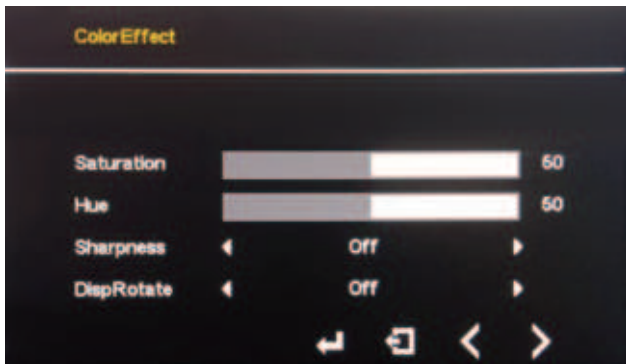 ColorEffect
Saturation 50
Hue 50
Sharpness Off
DispRotate Off